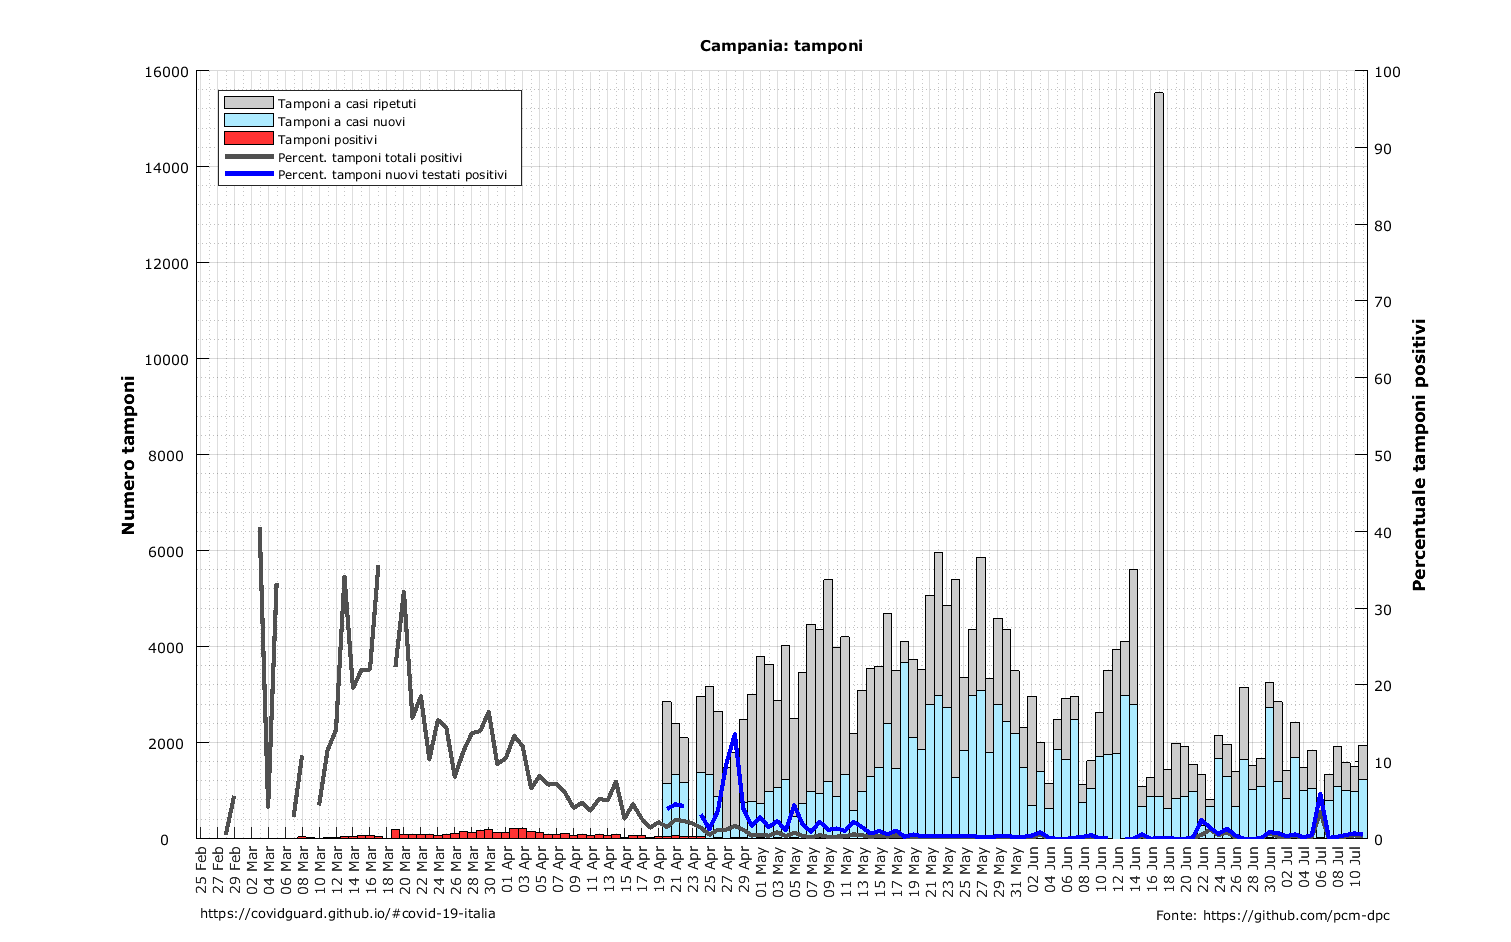 Campania: tamponi
16000
14000
12000
10000
8000
6000
4000
2000
0
100
90
80
70
60
50
40
30
20
10
0
Numero tamponi
Percentuale tamponi positivi
Tamponi a casi ripetuti
Tamponi a casi nuovi
Tamponi positivi
Percent. tamponi totali positivi
Percent. tamponi nuovi testati positivi
25 Feb
27 Feb
29 Feb
02 Mar
04 Mar
06 Mar
08 Mar
10 Mar
12 Mar
14 Mar
16 Mar
18 Mar
20 Mar
22 Mar
24 Mar
26 Mar
28 Mar
30 Mar
01 Apr
03 Apr
05 Apr
07 Apr
09 Apr
11 Apr
13 Apr
15 Apr
17 Apr
19 Apr
21 Apr
23 Apr
25 Apr
27 Apr
29 Apr
01 May
03 May
05 May
07 May
09 May
11 May
13 May
15 May
17 May
19 May
21 May
23 May
25 May
27 May
29 May
31 May
02 Jun
04 Jun
06 Jun
08 Jun
10 Jun
12 Jun
14 Jun
16 Jun
18 Jun
20 Jun
22 Jun
24 Jun
26 Jun
28 Jun
30 Jun
02 Jul
04 Jul
06 Jul
08 Jul
10 Jul
https://covidguard.github.io/#covid-19-italia
Fonte: https://github.com/pcm-dpc